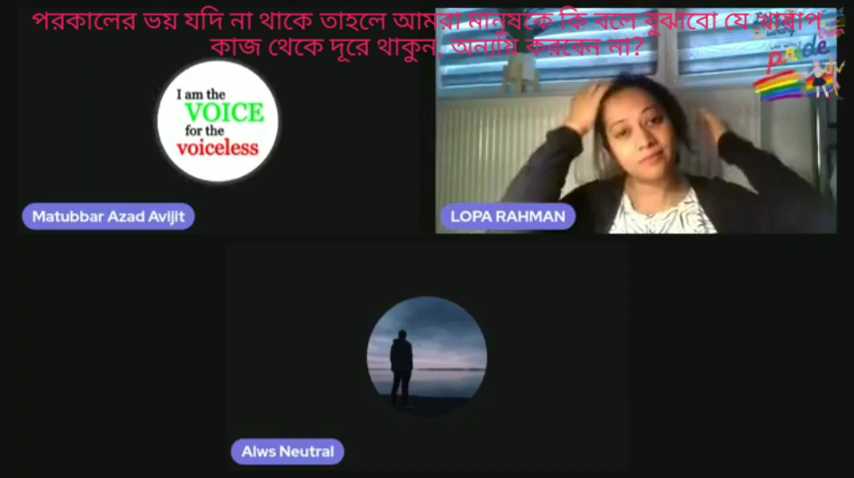 পরকালের ভয় যদি না থাকে তাহলে আমরা মানুষকে কি বলে বুঝাবো যে খারাপ
কাজ থেকে দূরে থাকুন, অন্যায় করবেন না?
I am the
VOICE
for the
voiceless
pride
Matubbar Azad Avijit
LOPA RAHMAN
Alws Neutral